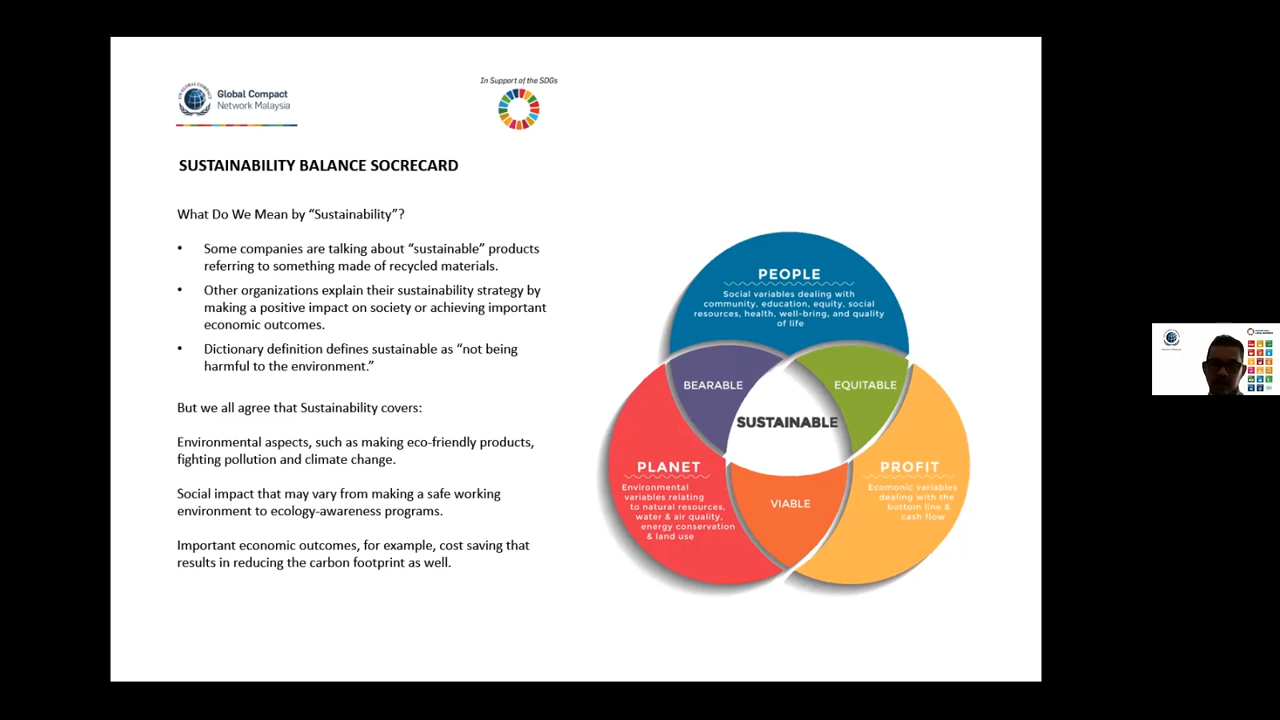 Global Compact
Network Malaysia
In Support of the SDGs
SUSTAINABILITY BALANCE SOCRECARD
What Do We Mean by “Sustainability”?
• Some companies are talking about “sustainable” products
referring to something made of recycled materials.
• Other organizations explain their sustainability strategy by
making a positive impact on society or achieving important
economic outcomes.
• Dictionary definition defines sustainable as “not being
harmful to the environment.”
But we all agree that Sustainability covers:
Environmental aspects, such as making eco-friendly products,
fighting pollution and climate change.
Social impact that may vary from making a safe working
environment to ecology-awareness programs.
Important economic outcomes, for example, cost saving that
results in reducing the carbon footprint as well.
PEOPLE
Social variables dealing with
community, education, equity, social
resources, health, well-bring, and quality
of life
BEARABLE
EQUITABLE
SUSTAINABLE
PLANET
Environmental
variables relating
to natural resources,
water & air quality,
energy conservation
& land use
VIABLE
PROFIT
Ecomonic variables
dealing with the
bottom line &
cash flow